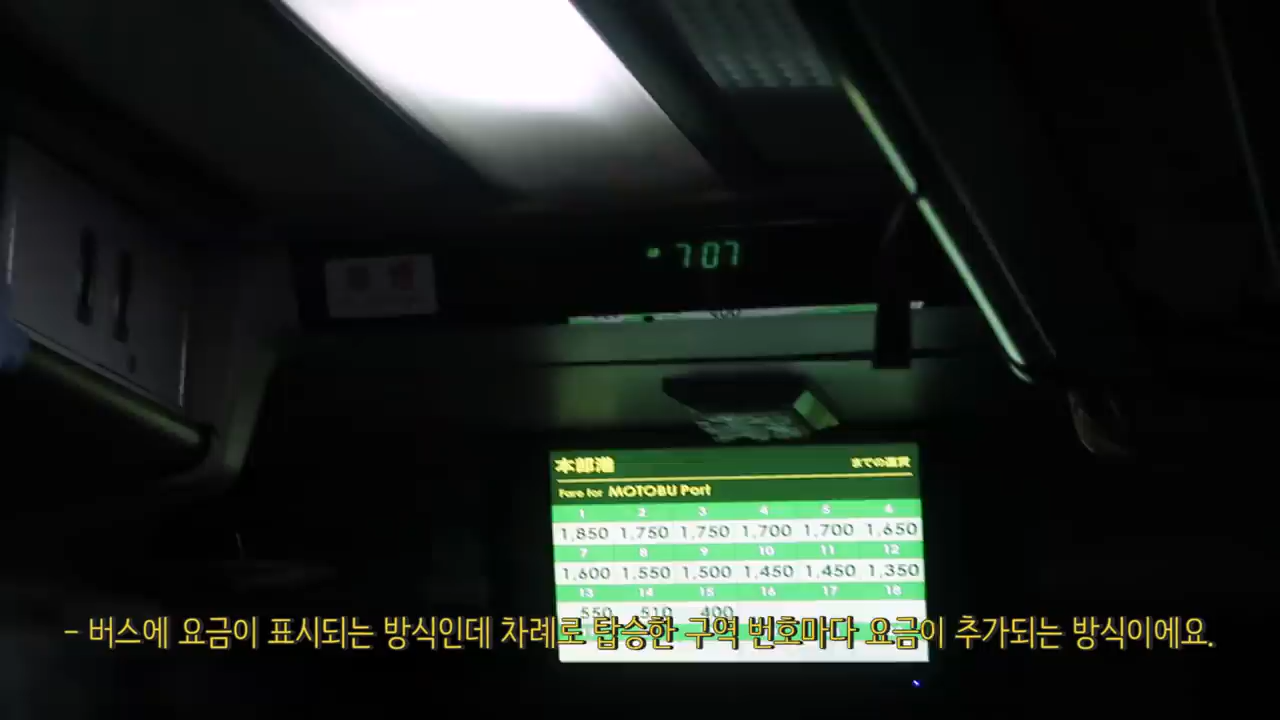 707
本部港 までの運賃
Fare for MOTOBU Port
1 2 3 4 5 6
1,850 1,750 1,750 1,700 1,700 1,650
7 8 9 10 11 12
1,600 1,550 1,500 1,450 1,450 1,350
13 14 15 16 17 18
550 510 400
- 버스에 요금이 표시되는 방식인데 차례로 탑승한 구역 번호마다 요금이 추가되는 방식이에요.